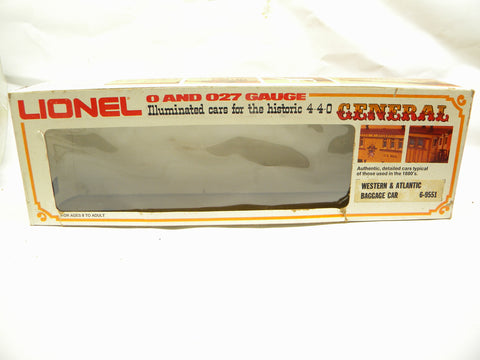 LIONEL
O AND O27 GAUGE
Illuminated cars for the historic 4-4-0
GENERAL
Authentic, detailed cars typical
of those used in the 1880's.
WESTERN & ATLANTIC
BAGGAGE CAR 6-9551
FOR AGES 8 TO ADULT